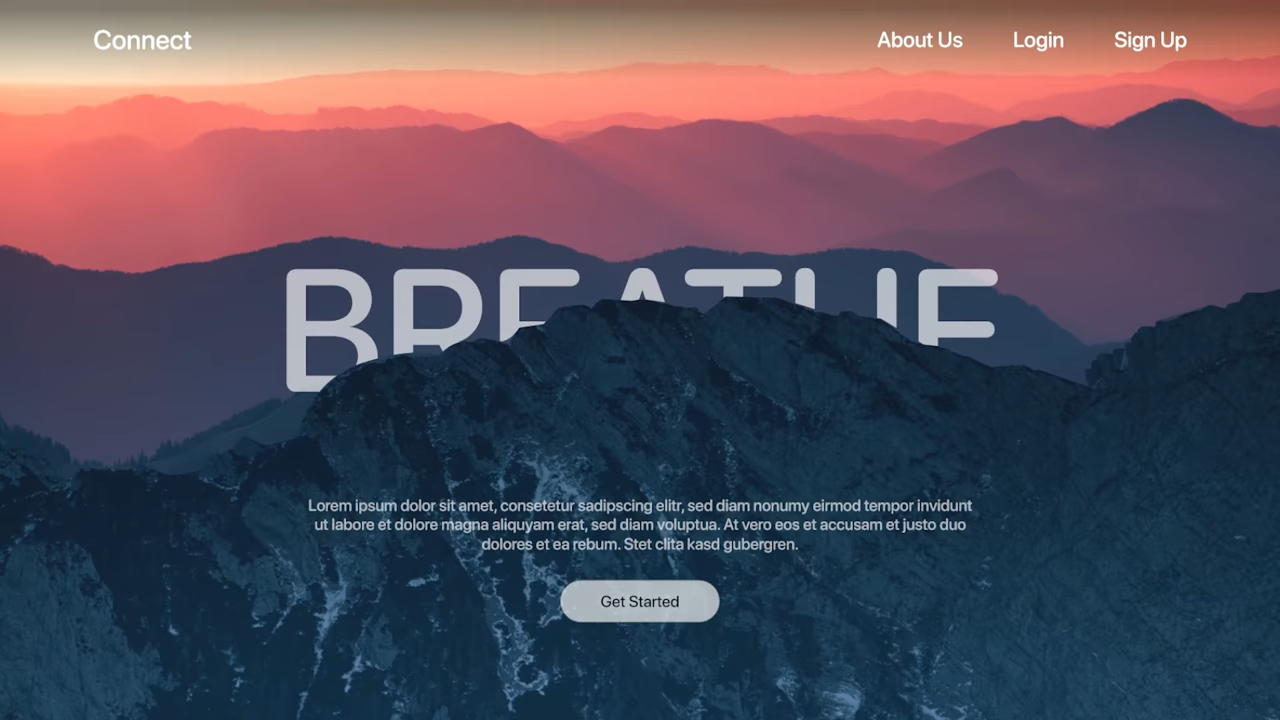 Connect
About Us
Login
Sign Up
BREATHE
Lorem ipsum dolor sit amet, consetetur sadipscing elitr, sed diam nonumy eirmod tempor invidunt
ut labore et dolore magna aliquyam erat, sed diam voluptua. At vero eos et accusam et justo duo
dolores et ea rebum. Stet clita kasd gubergren.
Get Started